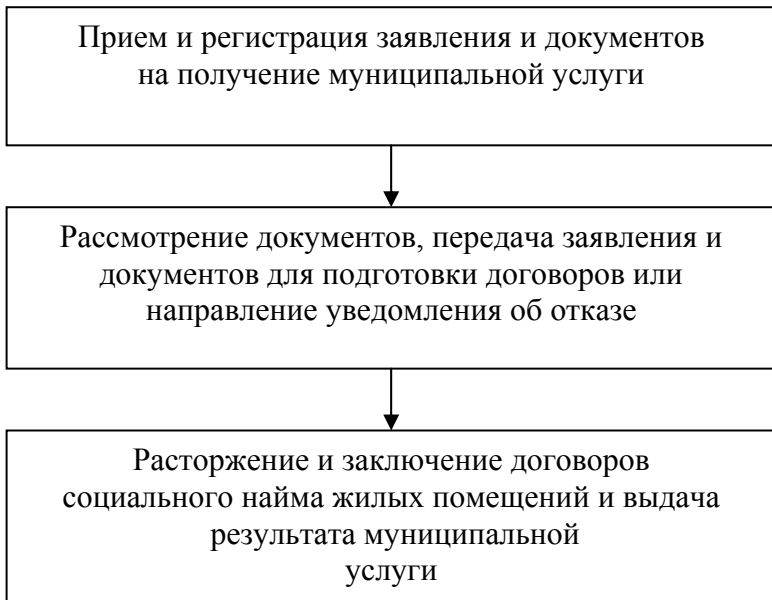 Прием и регистрация заявления и документов
на получение муниципальной услуги
Рассмотрение документов, передача заявления и
документов для подготовки договоров или
направление уведомления об отказе
Расторжение и заключение договоров
социального найма жилых помещений и выдача
результата муниципальной
услуги